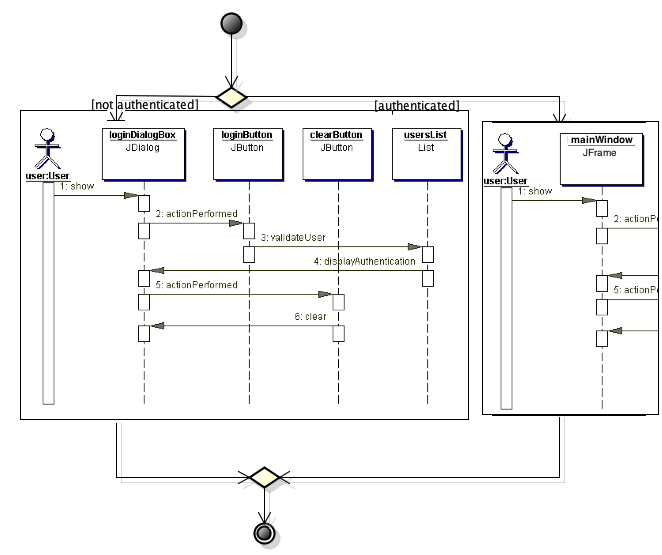 [not authenticated]
[authenticated]
loginDialogBox
JDialog
loginButton
JButton
clearButton
JButton
usersList
List
user:User
1: show
2: actionPerformed
3: validateUser
4: displayAuthentication
5: actionPerformed
6: clear
mainWindow
JFrame
user:User
1: show
2: actionPe
5: actionPe